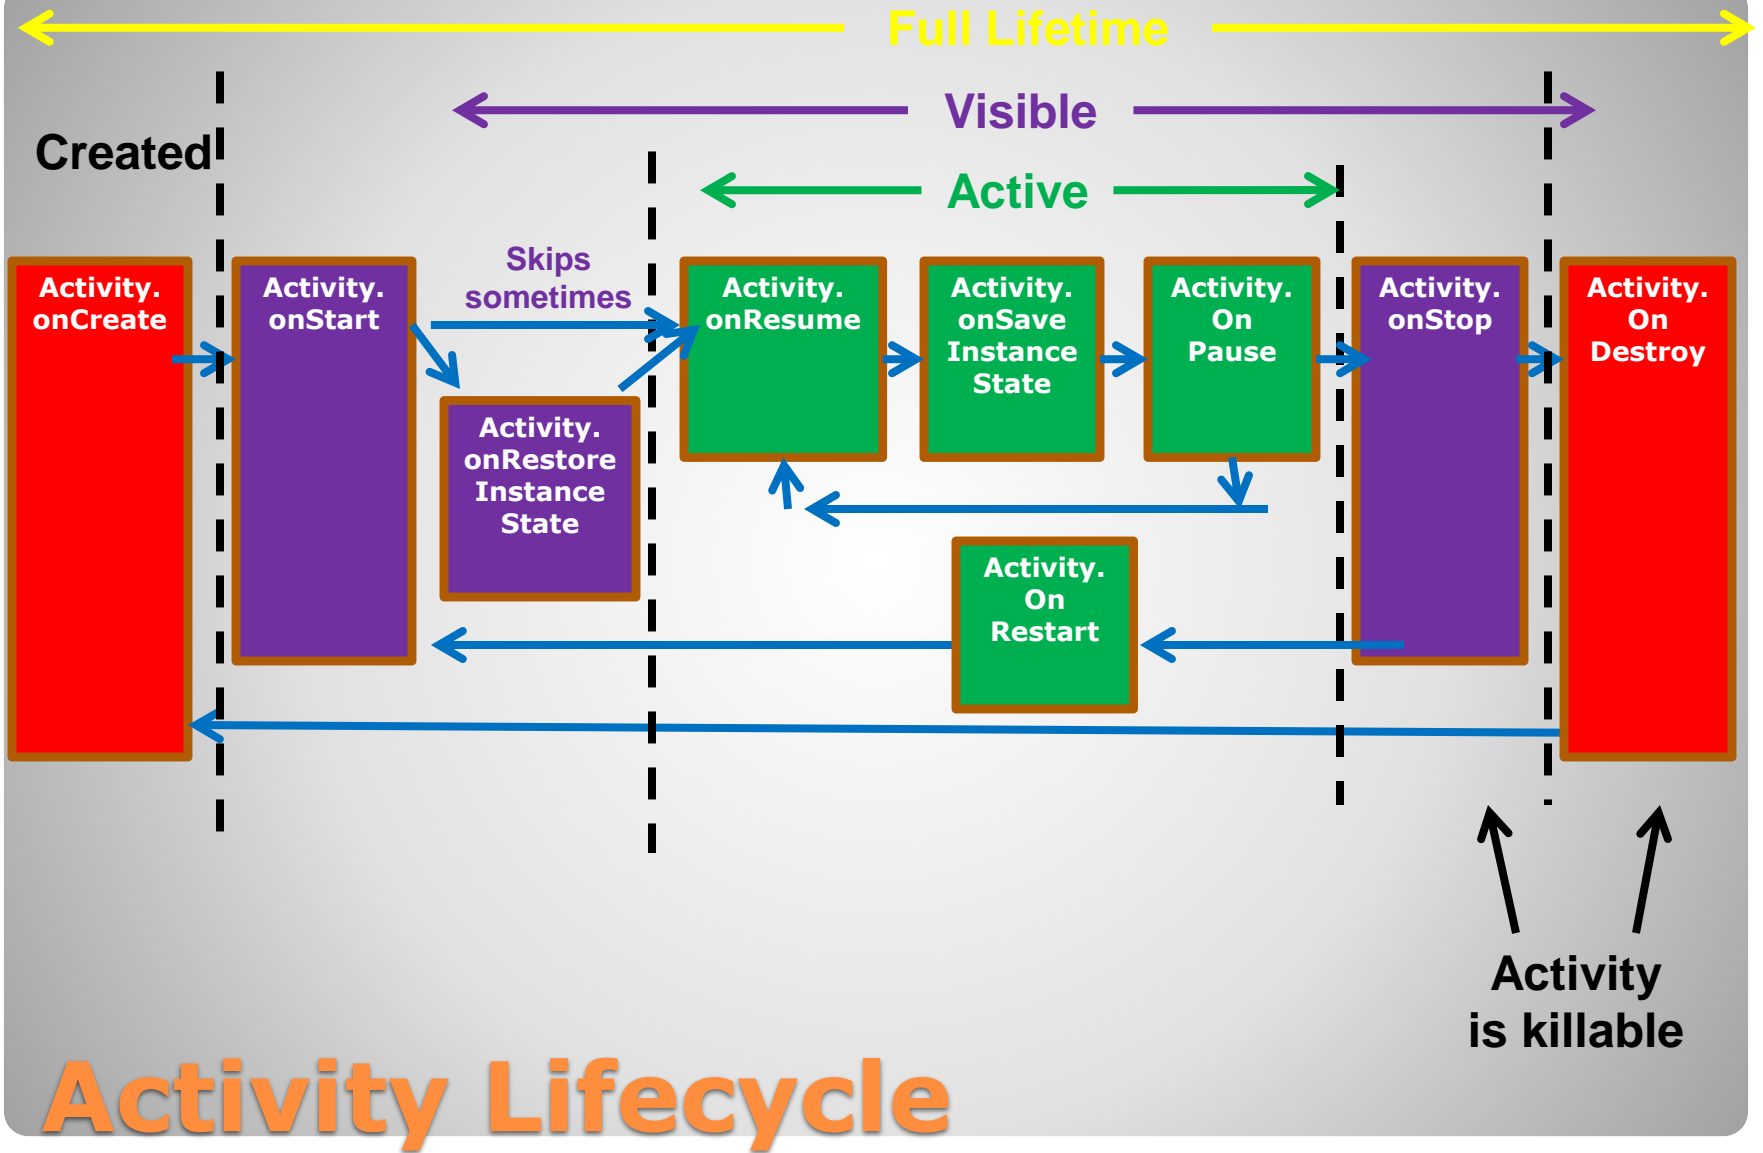 Full Lifetime
Visible
Created
Active
Skips
sometimes
Activity.
onCreate
Activity.
onStart
Activity.
onRestore
Instance
State
Activity.
onResume
Activity.
onSave
Instance
State
Activity.
On
Pause
Activity.
onStop
Activity.
On
Destroy
Activity.
On
Restart
Activity
is killable
Activity Lifecycle